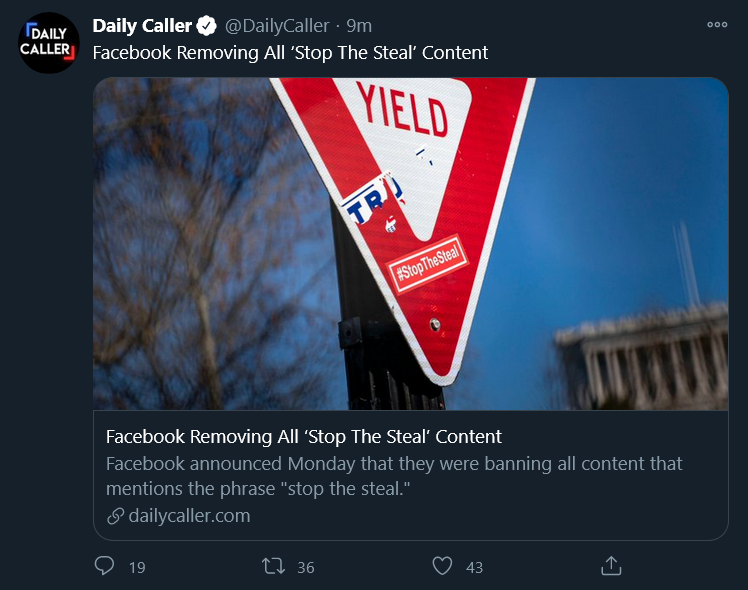 DAILY
CALLER
Daily Caller @DailyCaller · 9m
Facebook Removing All ‘Stop The Steal’ Content
YIELD
#StopTheSteal
Facebook Removing All ‘Stop The Steal’ Content
Facebook announced Monday that they were banning all content that
mentions the phrase "stop the steal."
dailycaller.com
19
36
43